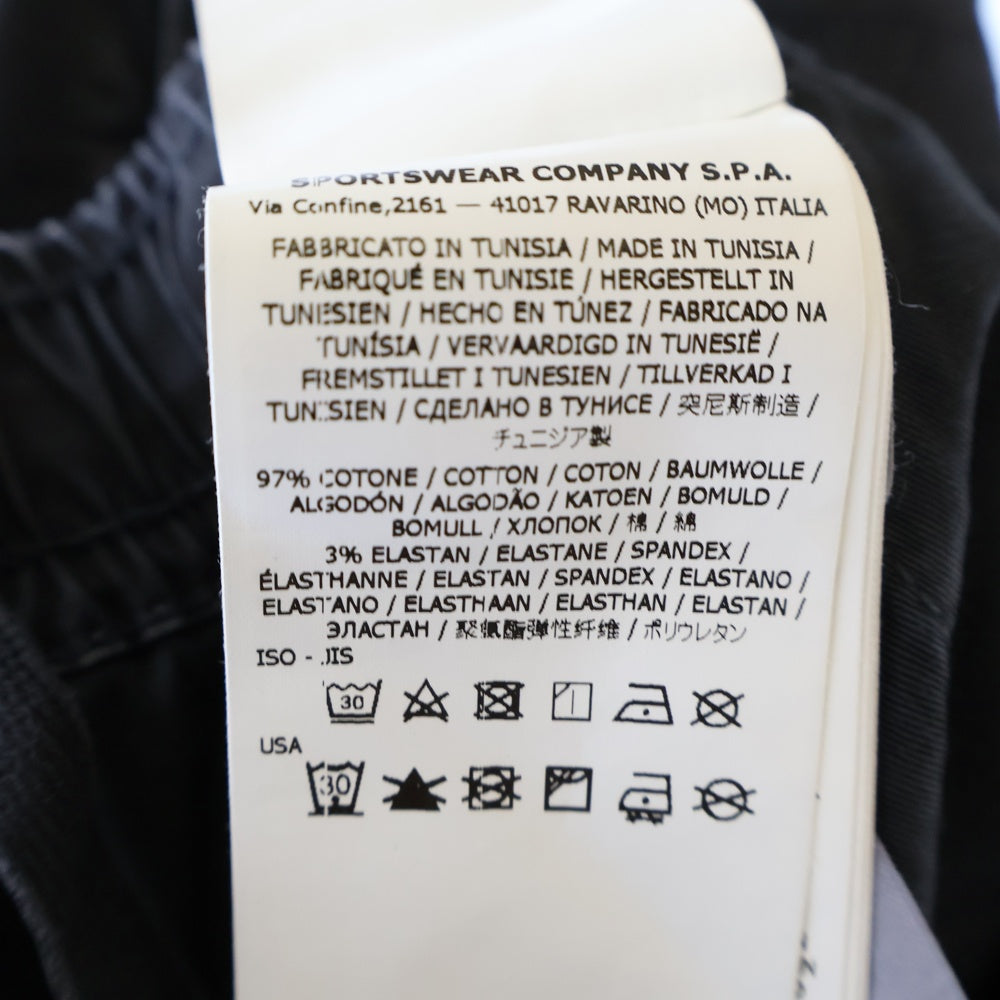 SPORTSWEAR COMPANY S.P.A.
Via Confine,2161 — 41017 RAVARINO (MO) ITALIA
FABBRICATO IN TUNISIA / MADE IN TUNISIA /
FABRIQUÉ EN TUNISIE / HERGESTELLT IN
TUNESIEN / HECHO EN TÚNEZ / FABRICADO NA
TUNÍSIA / VERVAARDIGD IN TUNESIË /
FREMSTILLET I TUNESIEN / TILLVERKAD I
TUNESIEN / СДЕЛАНО В ТУНИСЕ / 突尼斯制造 /
チュニジア製
97% COTONE / COTTON / COTON / BAUMWOLLE /
ALGODÓN / ALGODÃO / KATOEN / BOMULD /
BOMULL / ХЛОПОК / 棉 / 綿
3% ELASTAN / ELASTANE / SPANDEX /
ÉLASTHANNE / ELASTAN / SPANDEX / ELASTANO /
ELASTANO / ELASTHAAN / ELASTHAN / ELASTAN /
ЭЛАСТАН / 聚氨酯弹性纤维 / ポリウレタン
ISO - JIS
30
USA
30